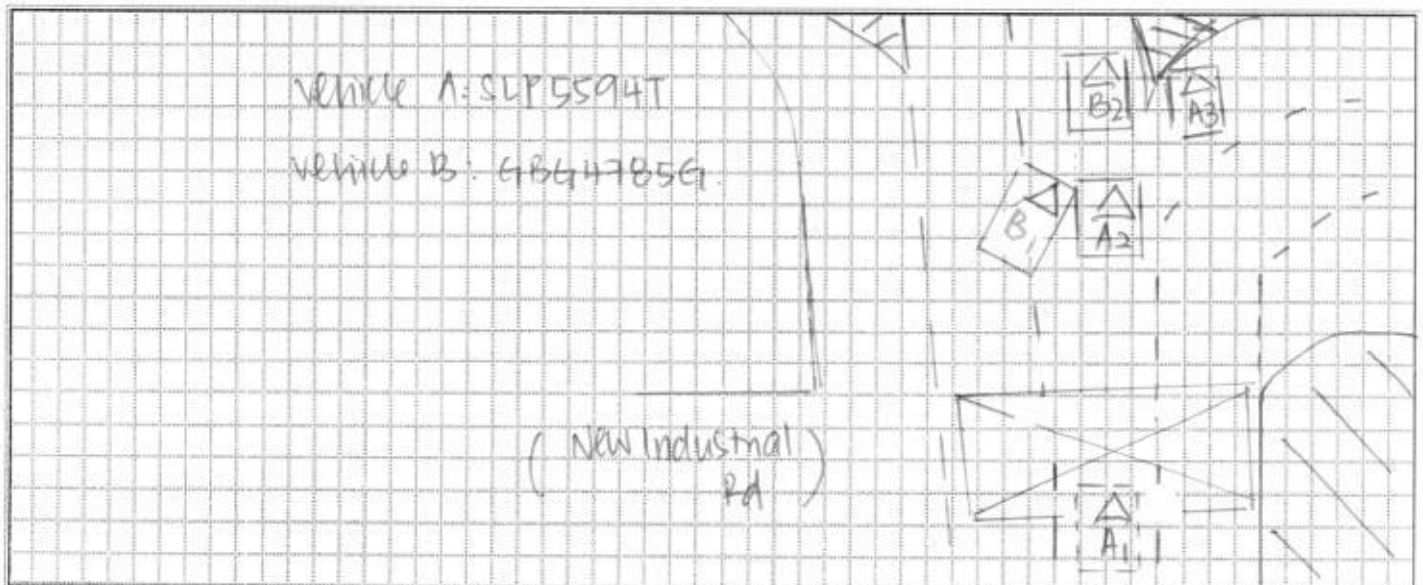 vehicle A: SLP5594T
vehicle B: GBG4785G.
B2
A3
B1
A2
(New Industrial
Rd)
A1